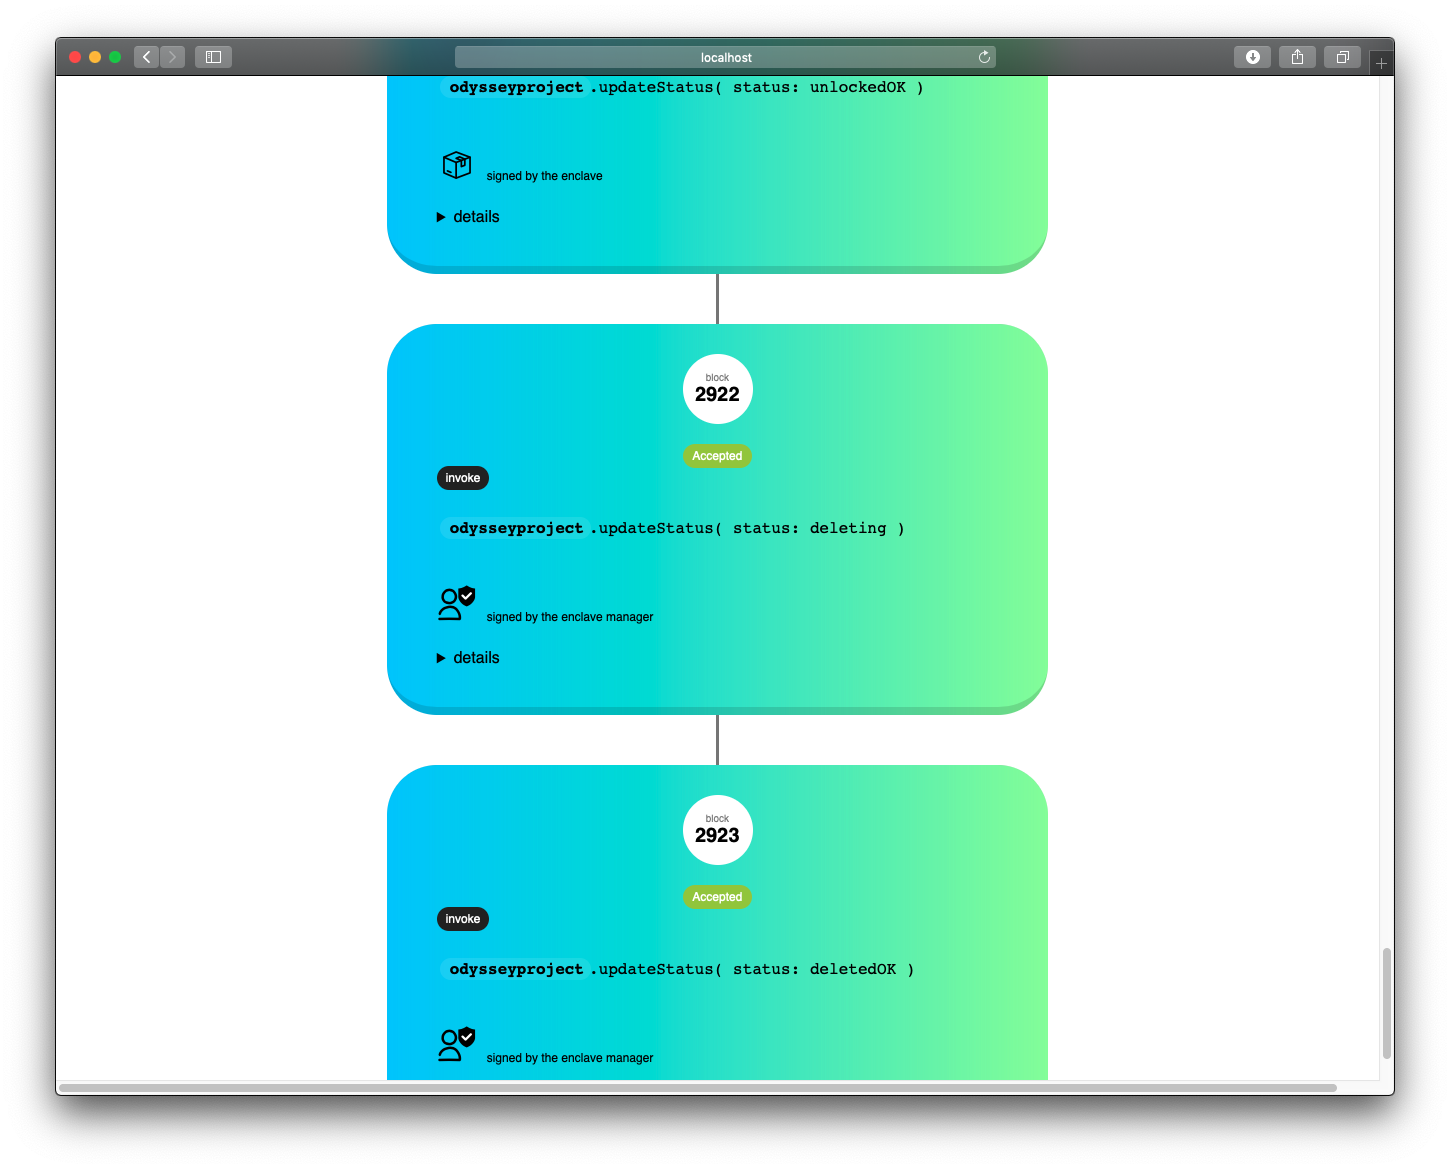 localhost
odysseyproject.updateStatus( status: unlockedOK )
signed by the enclave
details
block
2922
Accepted
invoke
odysseyproject.updateStatus( status: deleting )
signed by the enclave manager
details
block
2923
Accepted
invoke
odysseyproject.updateStatus( status: deletedOK )
signed by the enclave manager